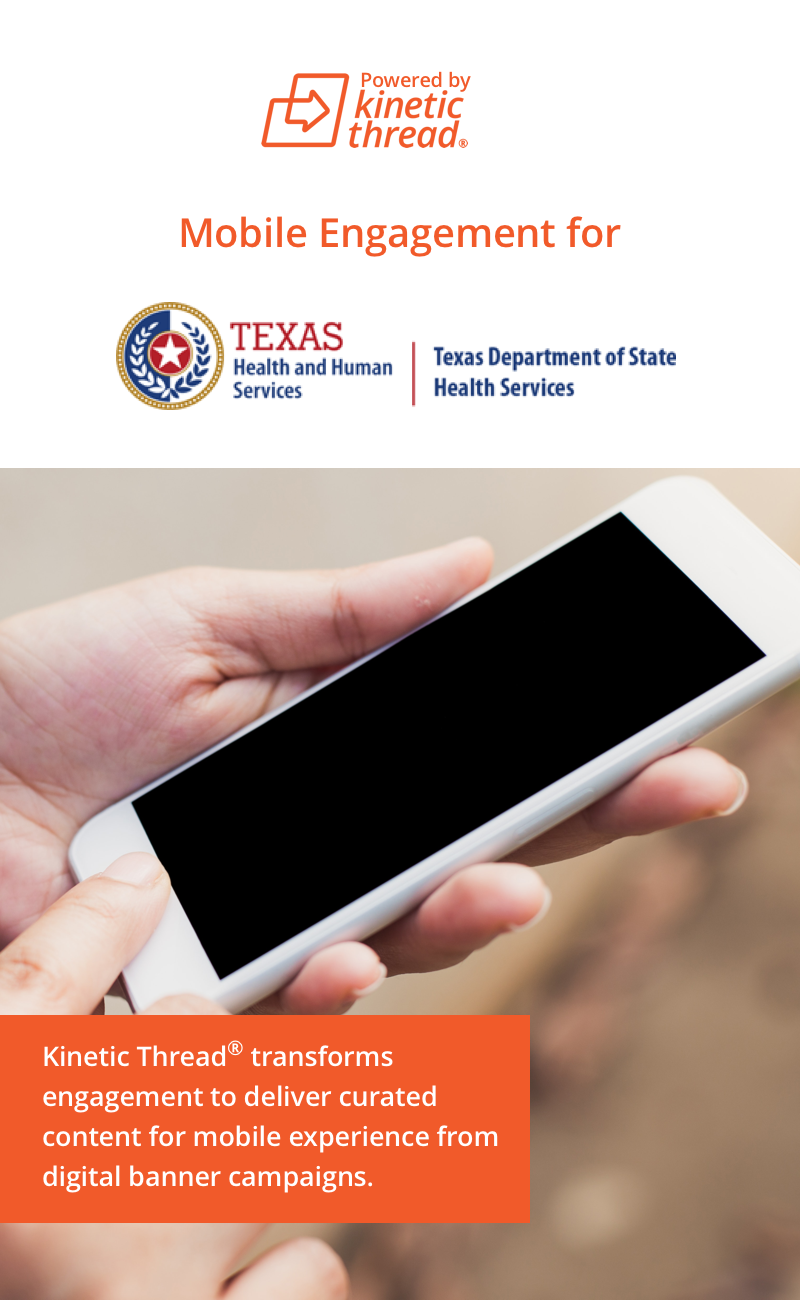 Powered by
kinetic
thread®
Mobile Engagement for
TEXAS
Health and Human
Services
Texas Department of State
Health Services
Kinetic Thread® transforms
engagement to deliver curated
content for mobile experience from
digital banner campaigns.